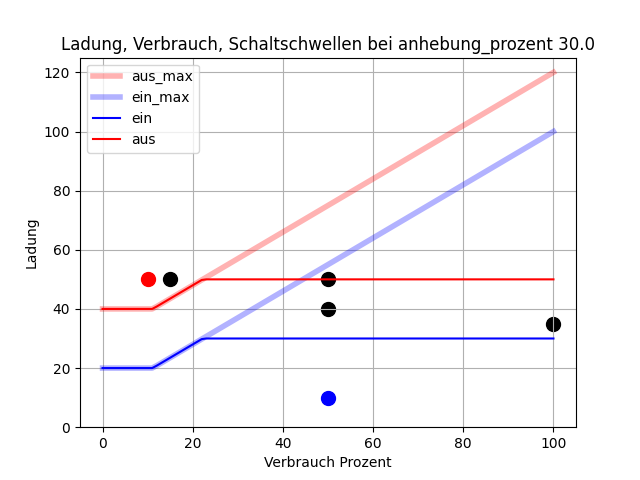 Ladung, Verbrauch, Schaltschwellen bei anhebung_prozent 30.0
aus_max
ein_max
ein
aus
Ladung
120
100
80
60
40
20
0
0 20 40 60 80 100
Verbrauch Prozent